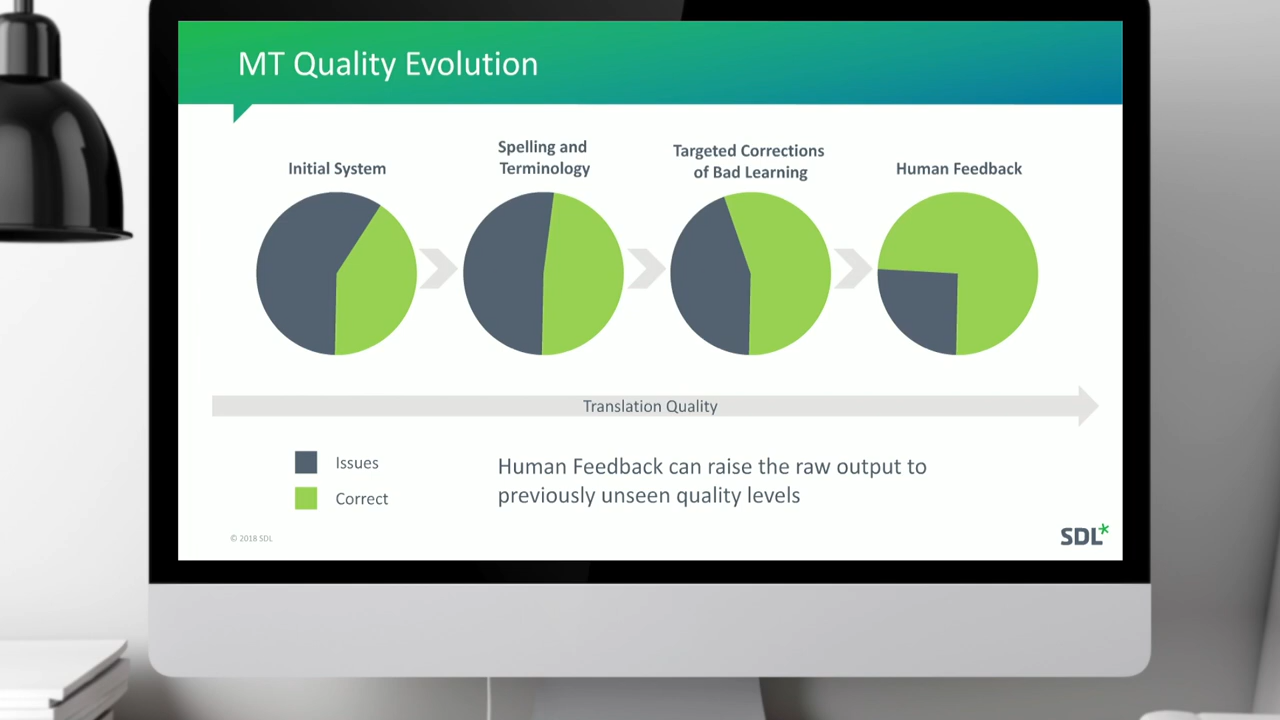 MT Quality Evolution
Initial System
Spelling and
Terminology
Targeted Corrections
of Bad Learning
Human Feedback
Translation Quality
Issues
Correct
Human Feedback can raise the raw output to
previously unseen quality levels
© 2018 SDL
SDL*